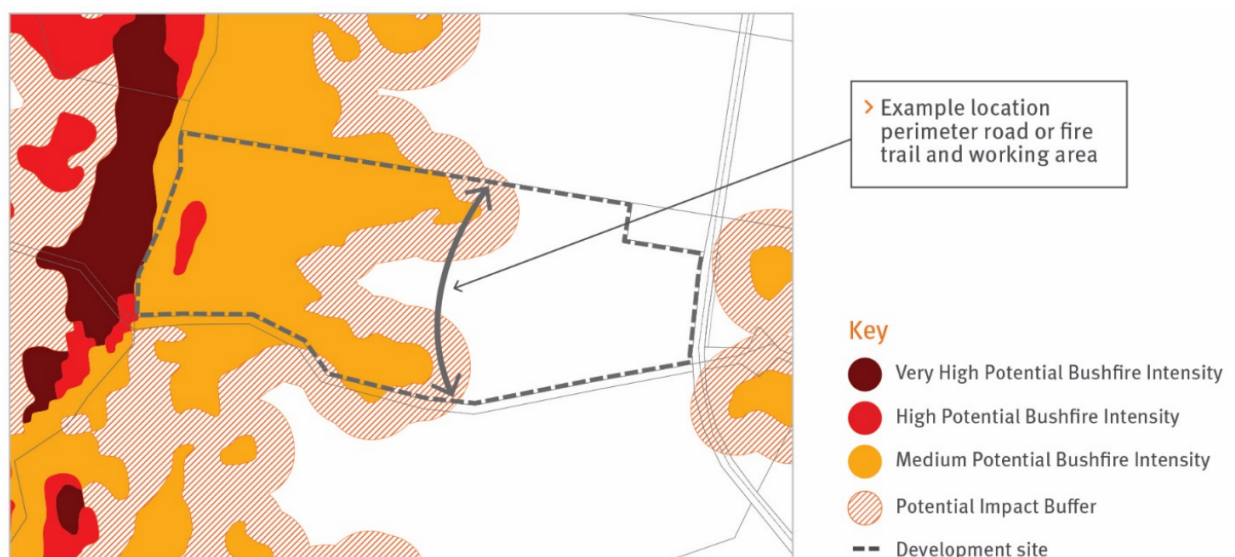 > Example location
perimeter road or fire
trail and working area
Key
Very High Potential Bushfire Intensity
High Potential Bushfire Intensity
Medium Potential Bushfire Intensity
Potential Impact Buffer
Development site